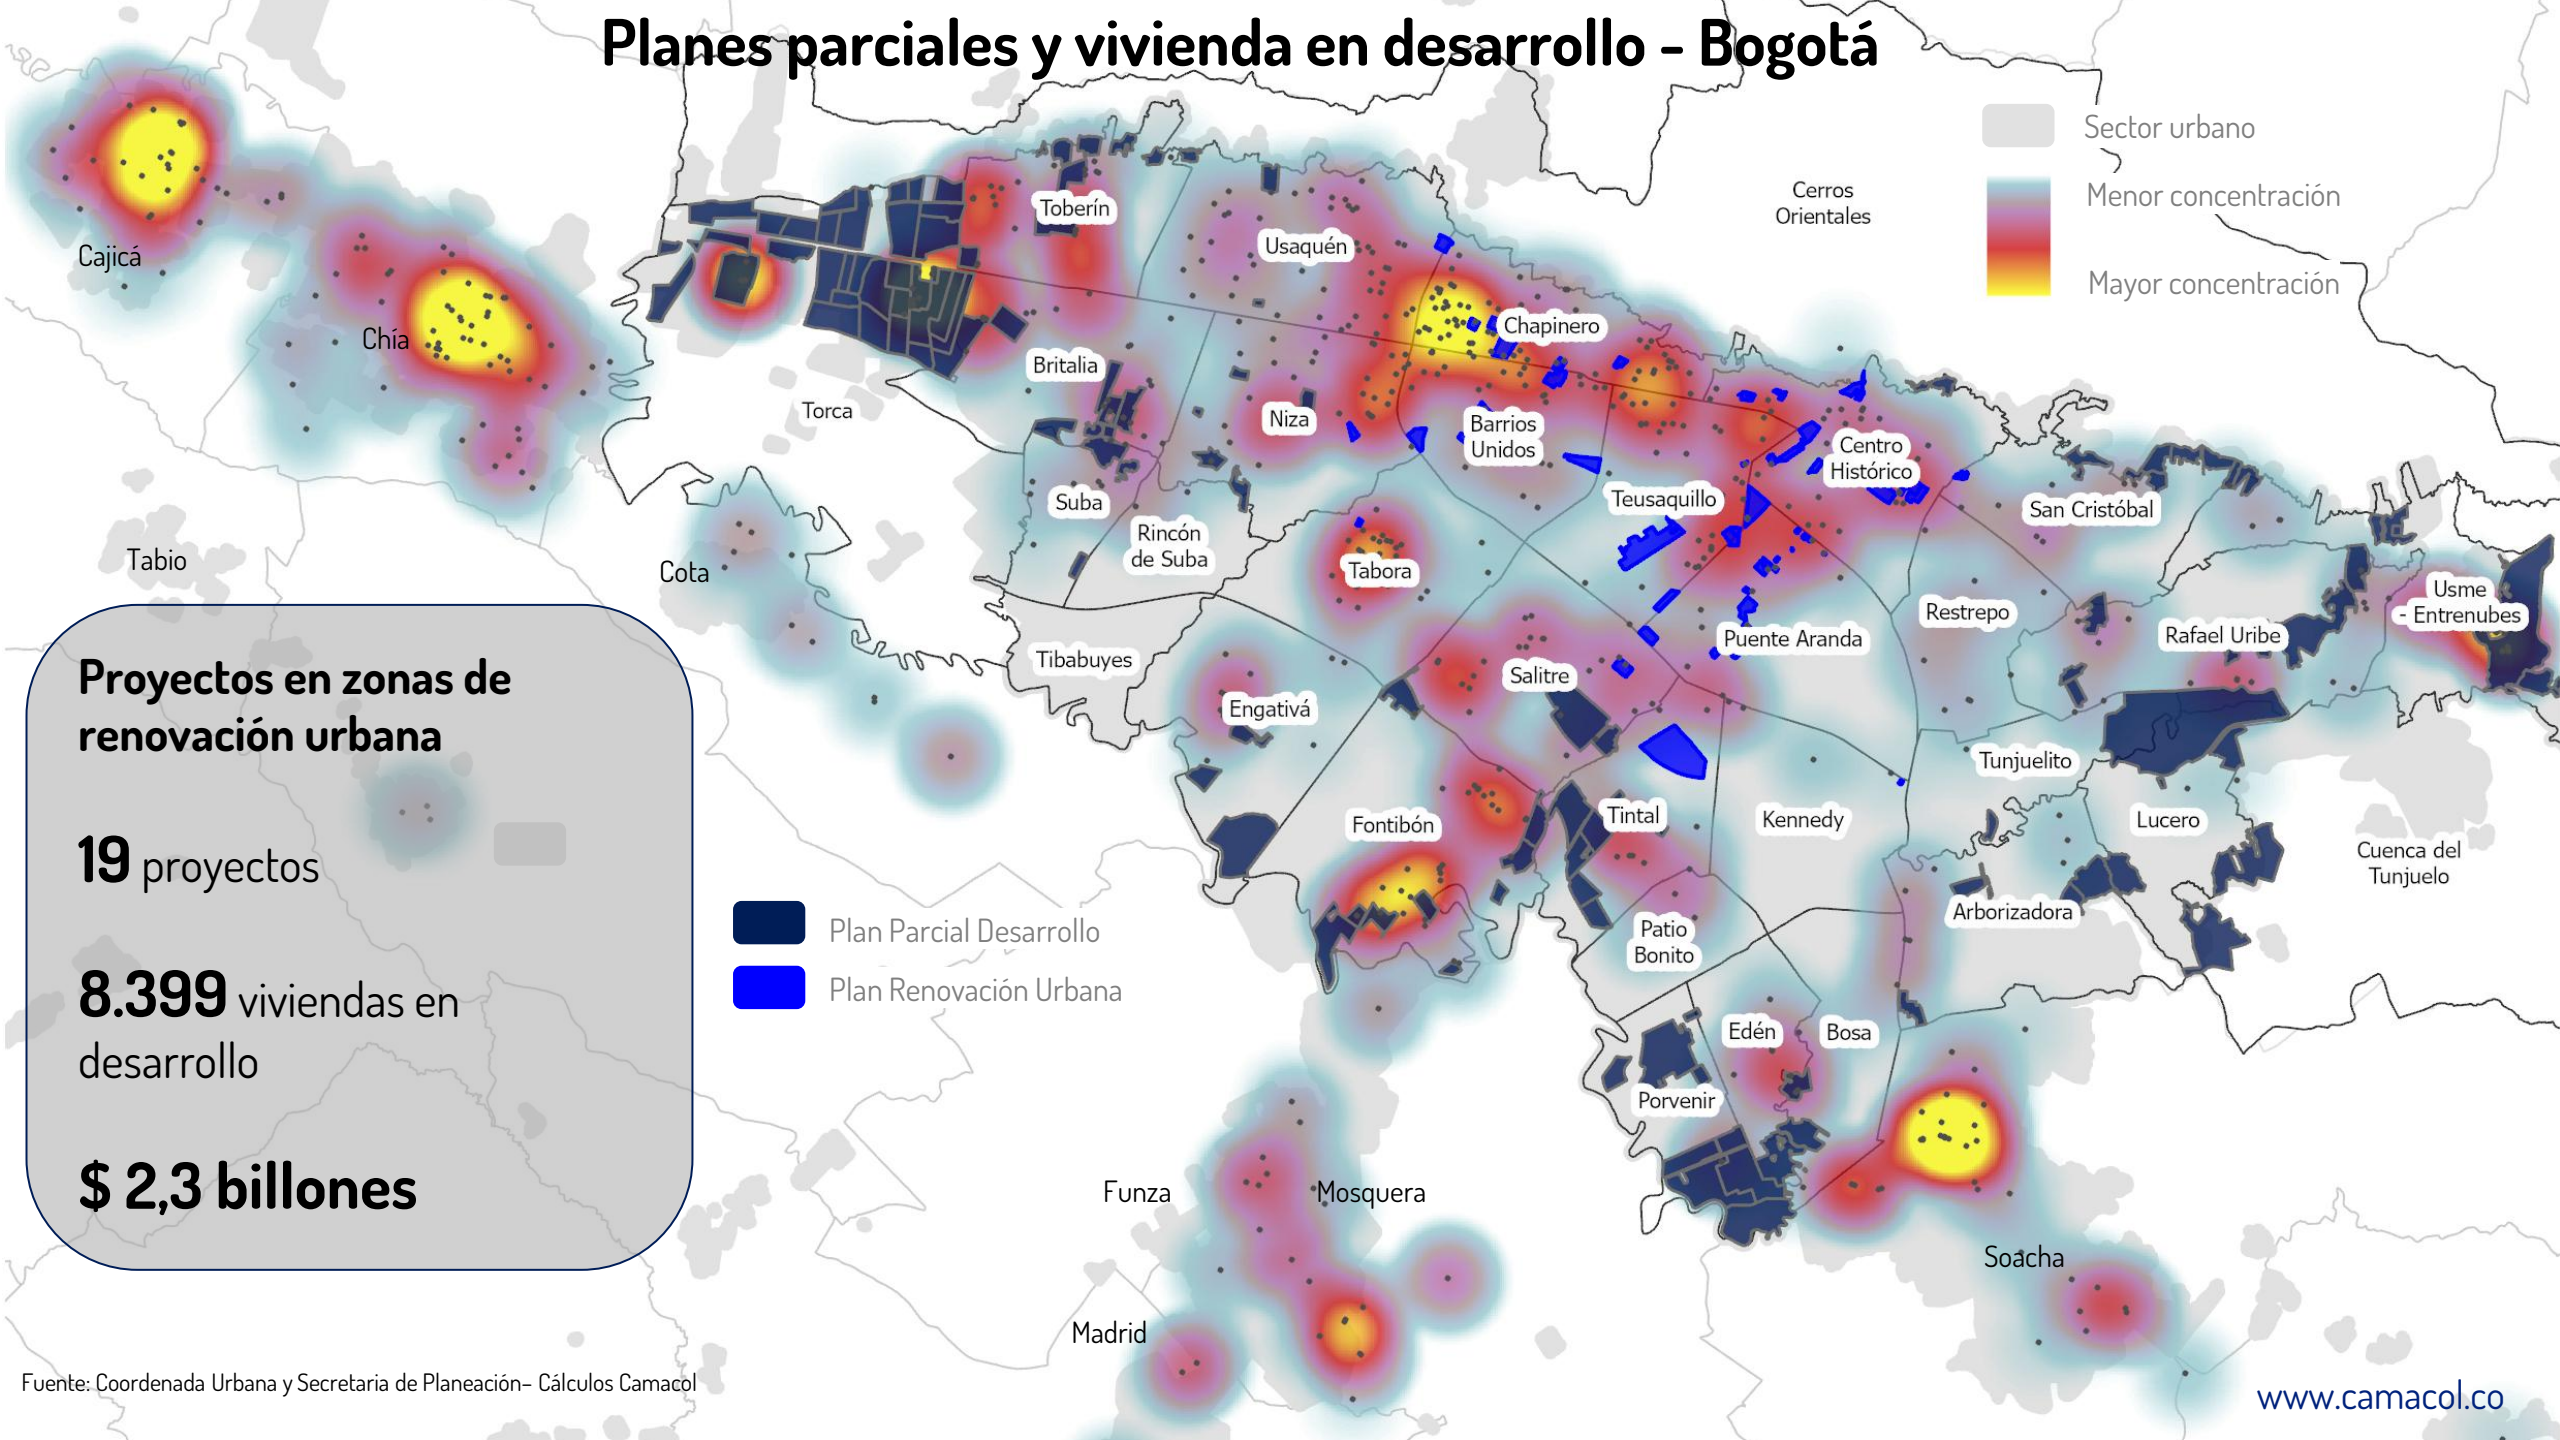 Planes parciales y vivienda en desarrollo - Bogotá
Sector urbano
Menor concentración
Mayor concentración
Cerros
Orientales
Cajicá
Chía
Toberín
Usaquén
Chapinero
Britalia
Torca
Niza
Barrios
Unidos
Centro
Histórico
Suba
Rincón
de Suba
Teusaquillo
San Cristóbal
Tabio
Cota
Tabora
Usme
- Entrenubes
Restrepo
Rafael Uribe
Puente Aranda
Tibabuyes
Salitre
Engativá
Tunjuelito
Fontibón
Tintal
Kennedy
Lucero
Cuenca del
Tunjuelo
Arborizadora
Patio
Bonito
Edén
Bosa
Porvenir
Funza
Mosquera
Soacha
Madrid
Proyectos en zonas de
renovación urbana
19 proyectos
8.399 viviendas en
desarrollo
$ 2,3 billones
Plan Parcial Desarrollo
Plan Renovación Urbana
Fuente: Coordenada Urbana y Secretaria de Planeación– Cálculos Camacol
www.camacol.co